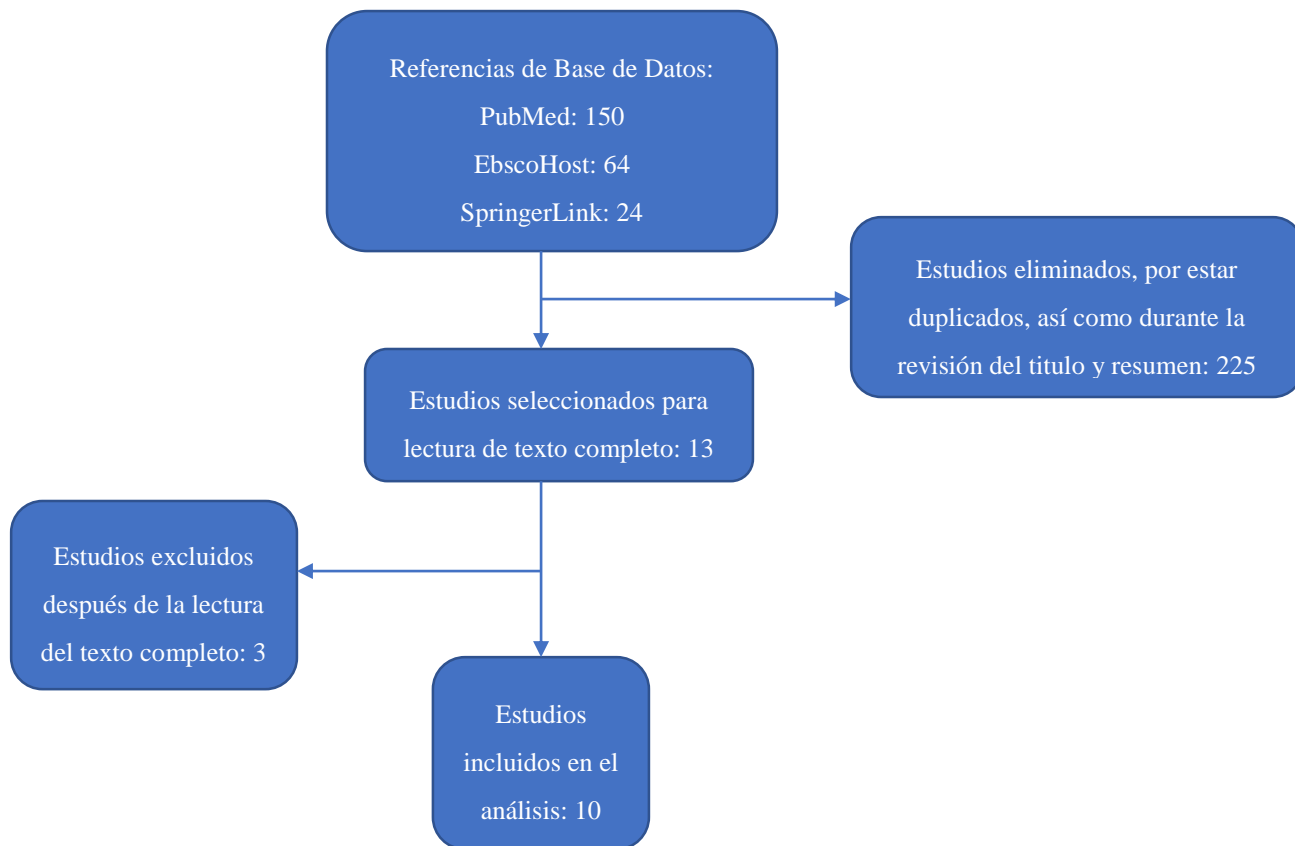 Referencias de Base de Datos:
PubMed: 150
EbscoHost: 64
SpringerLink: 24
Estudios eliminados, por estar
duplicados, así como durante la
revisión del titulo y resumen: 225
Estudios seleccionados para
lectura de texto completo: 13
Estudios excluidos
después de la lectura
del texto completo: 3
Estudios
incluidos en el
análisis: 10